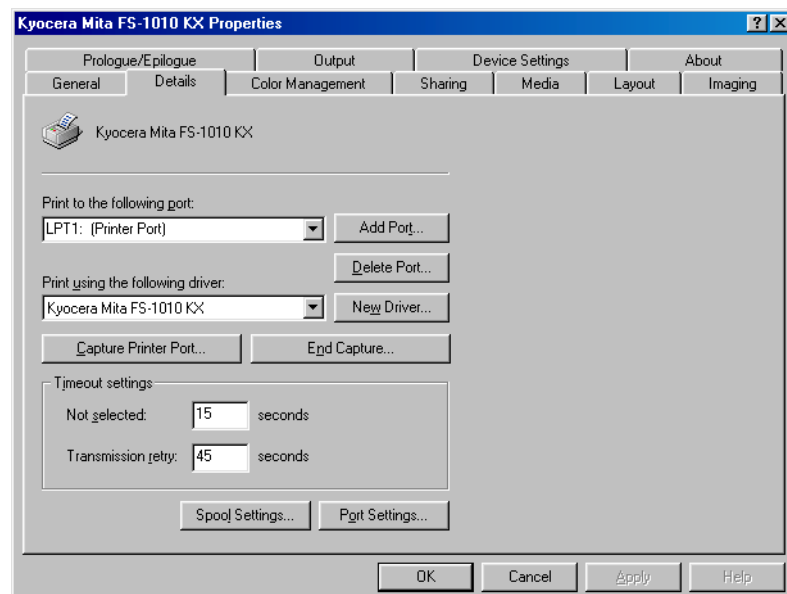 Kyocera Mita FS-1010 KX Properties
Prologue/Epilogue Output Device Settings About
General Details Color Management Sharing Media Layout Imaging
Kyocera Mita FS-1010 KX
Print to the following port:
LPT1: (Printer Port) Add Port...
Delete Port...
Print using the following driver:
Kyocera Mita FS-1010 KX New Driver...
Capture Printer Port... End Capture...
Timeout settings
Not selected: 15 seconds
Transmission retry: 45 seconds
Spool Settings... Port Settings...
OK Cancel Apply Help